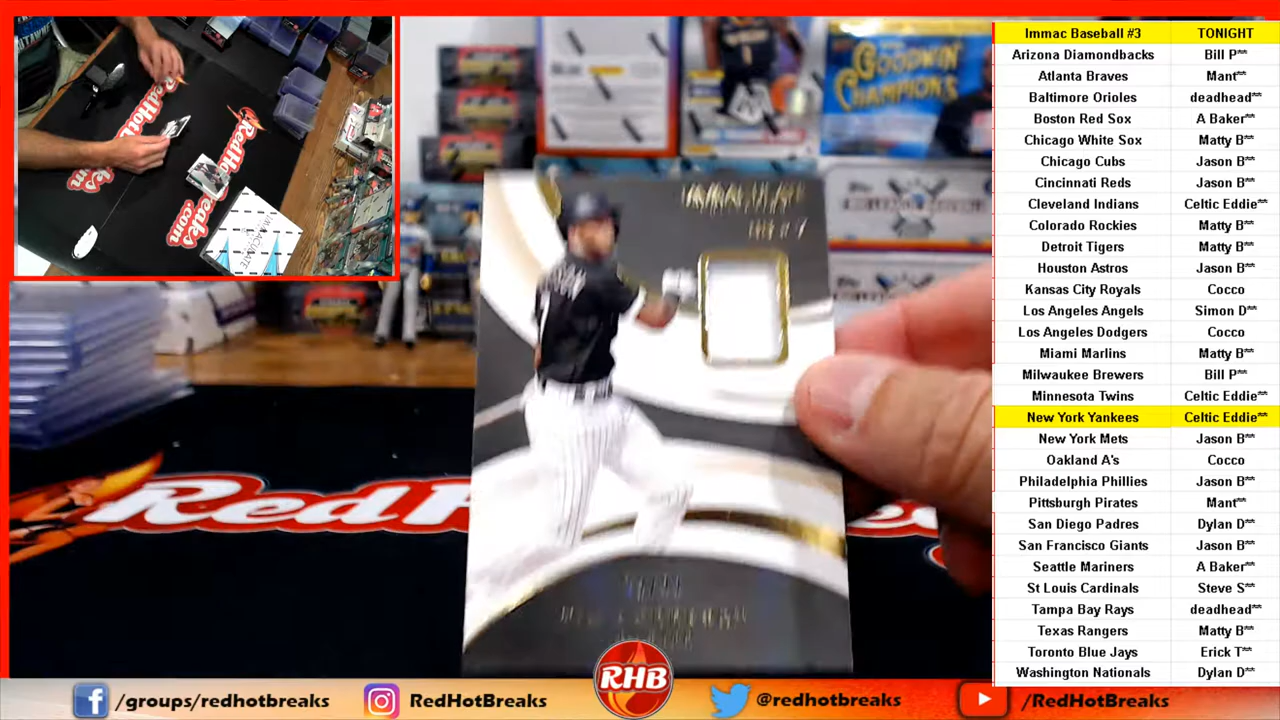 Immac Baseball #3 TONIGHT
Arizona Diamondbacks Bill P**
Atlanta Braves Mant**
Baltimore Orioles deadhead**
Boston Red Sox A Baker**
Chicago White Sox Matty B**
Chicago Cubs Jason B**
Cincinnati Reds Jason B**
Cleveland Indians Celtic Eddie**
Colorado Rockies Matty B**
Detroit Tigers Matty B**
Houston Astros Jason B**
Kansas City Royals Cocco
Los Angeles Angels Simon D**
Los Angeles Dodgers Cocco
Miami Marlins Matty B**
Milwaukee Brewers Bill P**
Minnesota Twins Celtic Eddie**
New York Yankees Celtic Eddie**
New York Mets Jason B**
Oakland A's Cocco
Philadelphia Phillies Jason B**
Pittsburgh Pirates Mant**
San Diego Padres Dylan D**
San Francisco Giants Jason B**
Seattle Mariners A Baker**
St Louis Cardinals Steve S**
Tampa Bay Rays deadhead**
Texas Rangers Matty B**
Toronto Blue Jays Erick T**
Washington Nationals Dylan D**
GOODWIN
CHAMPIONS
IMMACULATE
RedHotBreaks
.com
IMMACULATE
RedH
RHB
/groups/redhotbreaks
RedHotBreaks
@redhotbreaks
/RedHotBreaks